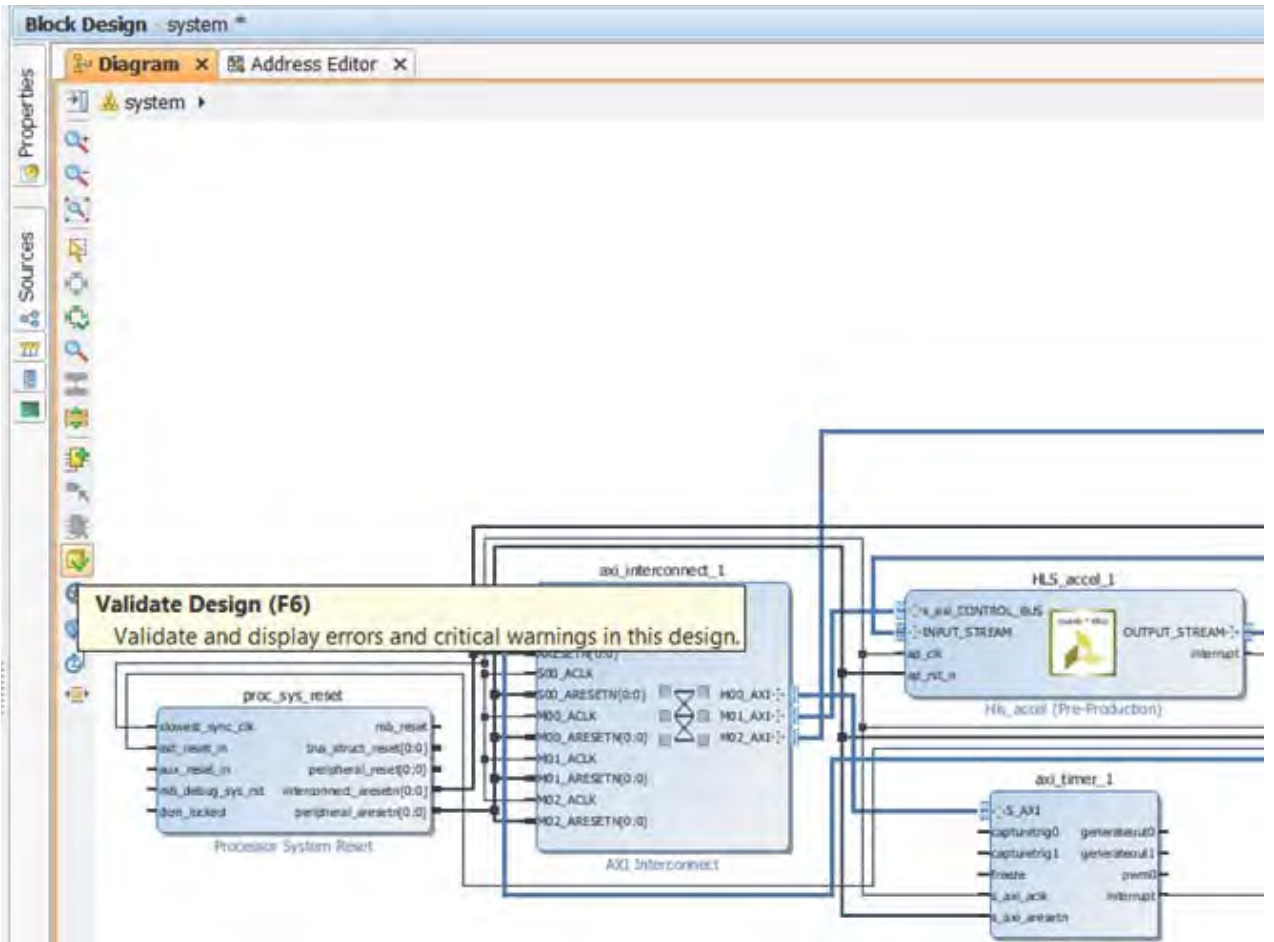 Block Design - system *
Diagram ×
Address Editor ×
Properties
Sources
system
Validate Design (F6)
Validate and display errors and critical warnings in this design.
axi_interconnect_1
ARESETN[0:0]
S00_ACLK
S00_ARESETN[0:0]
M00_ACLK
M00_ARESETN[0:0]
M01_ACLK
M01_ARESETN[0:0]
M02_ACLK
M02_ARESETN[0:0]
M00_AXI
M01_AXI
M02_AXI
AXI Interconnect
proc_sys_reset
slowest_sync_clk
ext_reset_in
aux_reset_in
mb_debug_sys_rst
dcm_locked
mb_reset
bus_struct_reset[0:0]
peripheral_reset[0:0]
interconnect_aresetn[0:0]
peripheral_aresetn[0:0]
Processor System Reset
HLS_accel_1
s_axi_CONTROL_BUS
INPUT_STREAM
ap_clk
ap_rst_n
OUTPUT_STREAM
interrupt
Hls_accel (Pre-Production)
axi_timer_1
S_AXI
capturetrig0
capturetrig1
freeze
s_axi_aclk
s_axi_aresetn
generateout0
generateout1
pwm0
interrupt